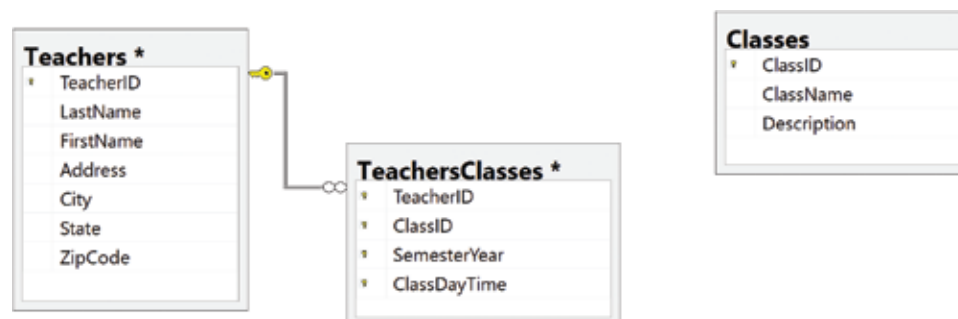 Teachers *
TeacherID
LastName
FirstName
Address
City
State
ZipCode
TeachersClasses *
TeacherID
ClassID
SemesterYear
ClassDayTime
Classes
ClassID
ClassName
Description